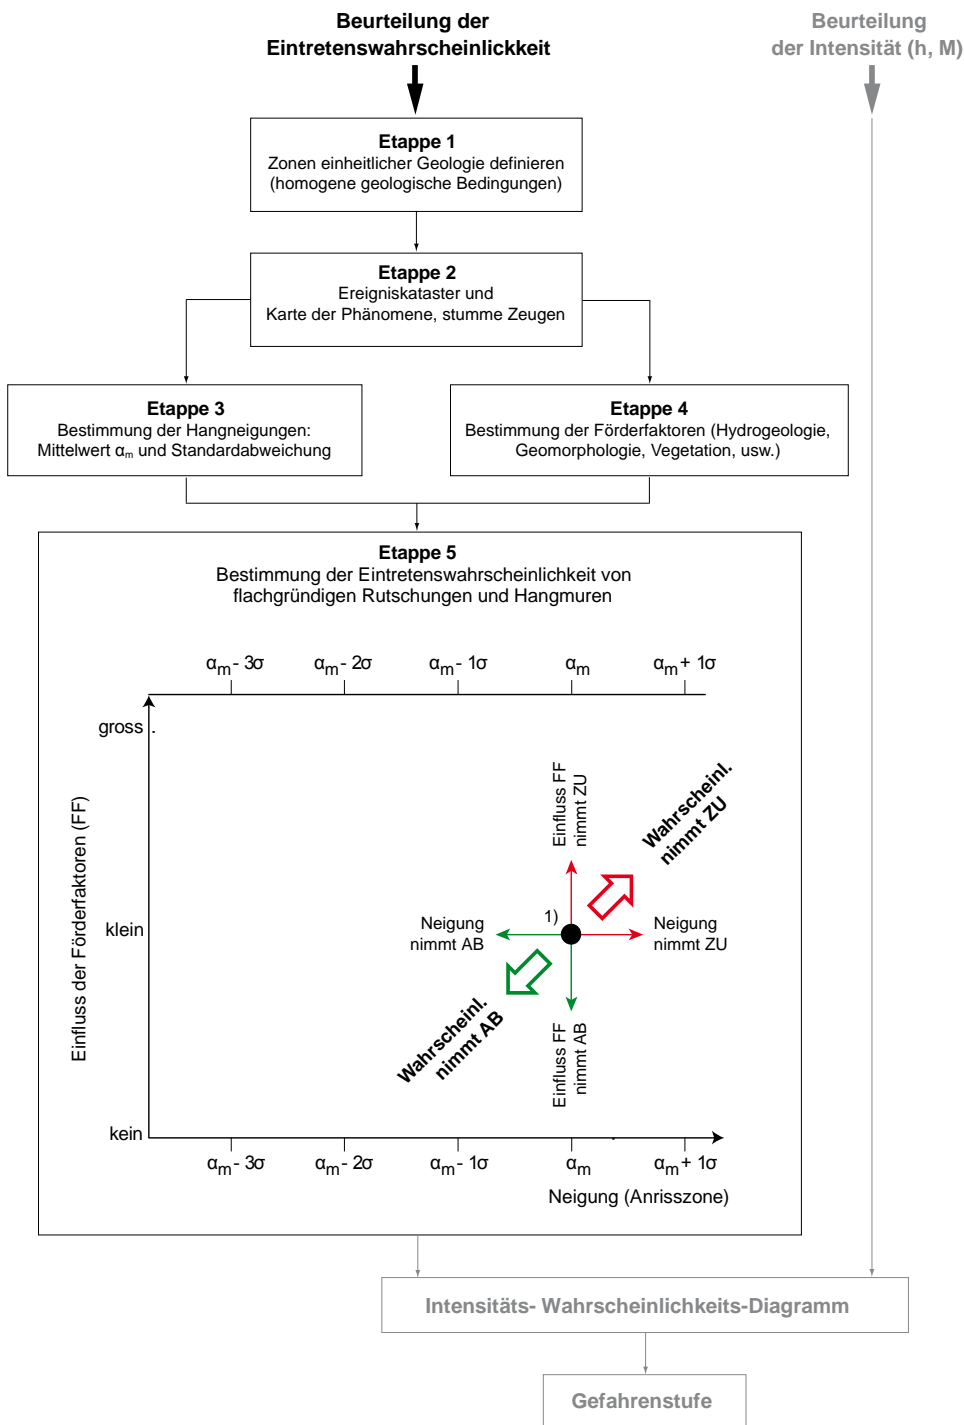 Beurteilung der
Eintretenswahrscheinlickkeit
Beurteilung
der Intensität (h, M)
Etappe 1
Zonen einheitlicher Geologie definieren
(homogene geologische Bedingungen)
Etappe 2
Ereigniskataster und
Karte der Phänomene, stumme Zeugen
Etappe 3
Bestimmung der Hangneigungen:
Mittelwert αm und Standardabweichung
Etappe 4
Bestimmung der Förderfaktoren (Hydrogeologie,
Geomorphologie, Vegetation, usw.)
Etappe 5
Bestimmung der Eintretenswahrscheinlichkeit von
flachgründigen Rutschungen und Hangmuren
αm - 3σ αm - 2σ αm - 1σ αm αm + 1σ
gross .
klein
kein
Einfluss der Förderfaktoren (FF)
Einfluss FF
nimmt ZU
Wahrscheinl.
nimmt ZU
1)
Neigung
nimmt AB
Neigung
nimmt ZU
Wahrscheinl.
nimmt AB
Einfluss FF
nimmt AB
αm - 3σ αm - 2σ αm - 1σ αm αm + 1σ
Neigung (Anrisszone)
Intensitäts- Wahrscheinlichkeits-Diagramm
Gefahrenstufe